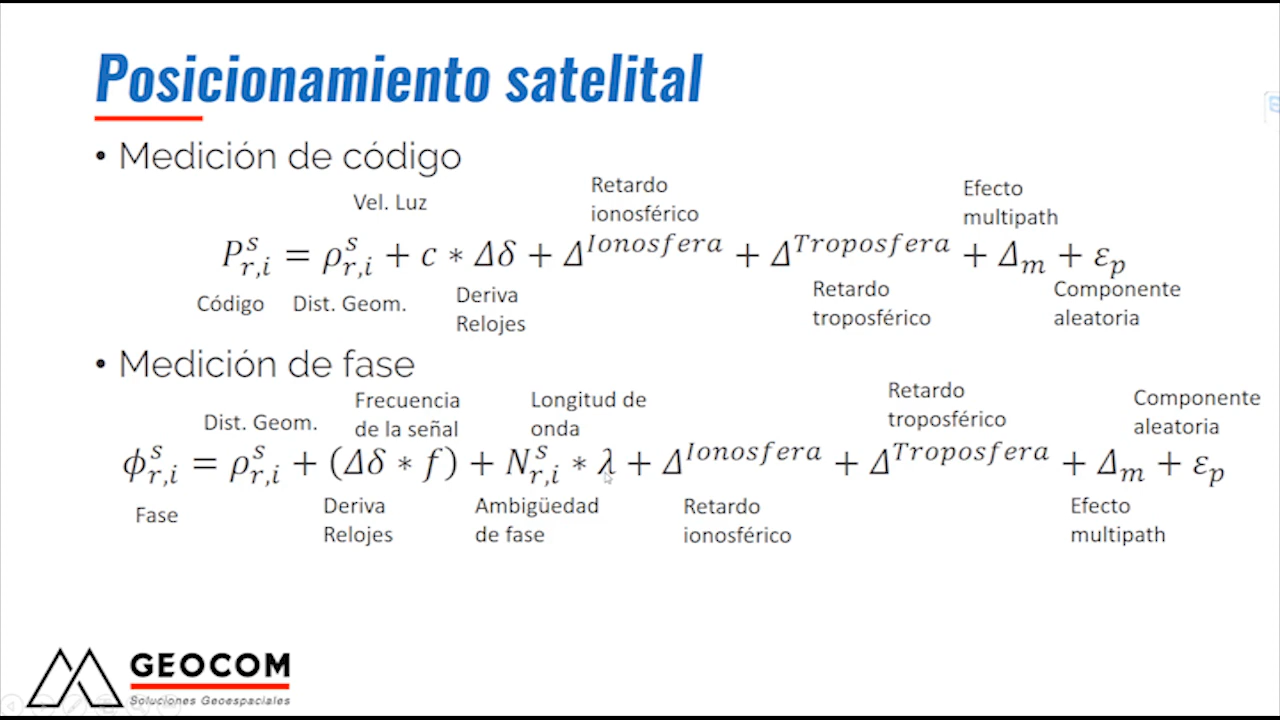 Posicionamiento satelital
• Medición de código
Vel. Luz
Retardo
ionosférico
Efecto
multipath
P^s_{r,i} = ρ^s_{r,i} + c ∗ Δδ + Δ^{Ionosfera} + Δ^{Troposfera} + Δ_m + ε_p
Código
Dist. Geom.
Deriva
Relojes
Retardo
troposférico
Componente
aleatoria
• Medición de fase
Dist. Geom.
Frecuencia
de la señal
Longitud de
onda
Retardo
troposférico
Componente
aleatoria
ϕ^s_{r,i} = ρ^s_{r,i} + (Δδ ∗ f) + N^s_{r,i} ∗ λ + Δ^{Ionosfera} + Δ^{Troposfera} + Δ_m + ε_p
Fase
Deriva
Relojes
Ambigüedad
de fase
Retardo
ionosférico
Efecto
multipath
GEOCOM
Soluciones Geoespaciales